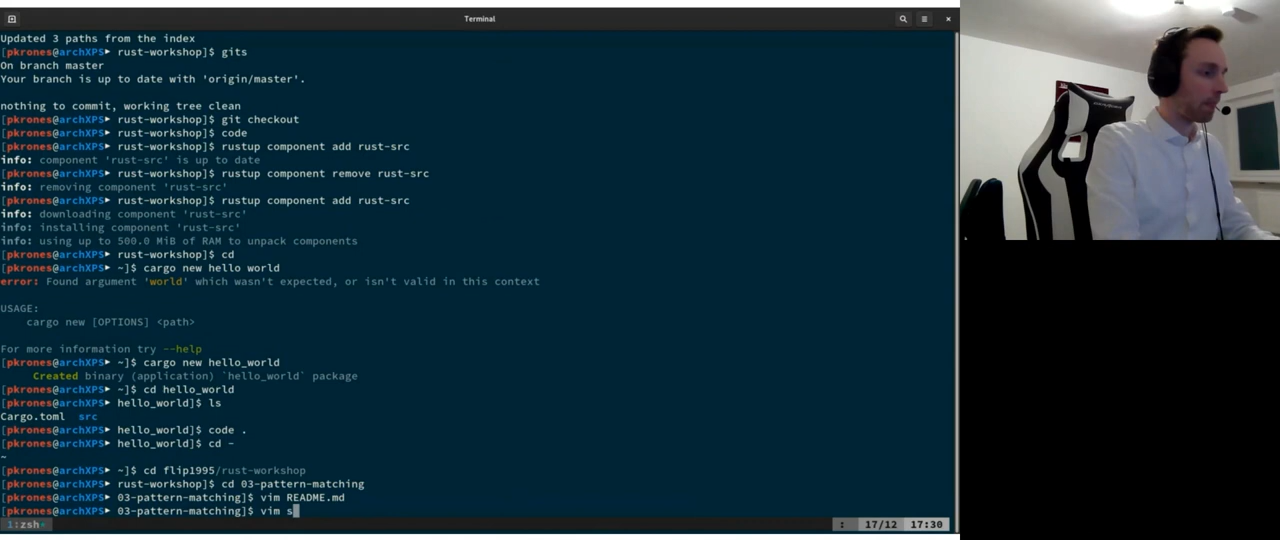 Terminal
Updated 3 paths from the index
[pkrones@archXPS► rust-workshop]$ gits
On branch master
Your branch is up to date with 'origin/master'.
nothing to commit, working tree clean
[pkrones@archXPS► rust-workshop]$ git checkout
[pkrones@archXPS► rust-workshop]$ code
[pkrones@archXPS► rust-workshop]$ rustup component add rust-src
info: component 'rust-src' is up to date
[pkrones@archXPS► rust-workshop]$ rustup component remove rust-src
info: removing component 'rust-src'
[pkrones@archXPS► rust-workshop]$ rustup component add rust-src
info: downloading component 'rust-src'
info: installing component 'rust-src'
info: using up to 500.0 MiB of RAM to unpack components
[pkrones@archXPS► rust-workshop]$ cd
[pkrones@archXPS► ~]$ cargo new hello world
error: Found argument 'world' which wasn't expected, or isn't valid in this context
USAGE:
    cargo new [OPTIONS] <path>
For more information try --help
[pkrones@archXPS► ~]$ cargo new hello_world
     Created binary (application) `hello_world` package
[pkrones@archXPS► ~]$ cd hello_world
[pkrones@archXPS► hello_world]$ ls
Cargo.toml  src
[pkrones@archXPS► hello_world]$ code .
[pkrones@archXPS► hello_world]$ cd -
~
[pkrones@archXPS► ~]$ cd flip1995/rust-workshop
[pkrones@archXPS► rust-workshop]$ cd 03-pattern-matching
[pkrones@archXPS► 03-pattern-matching]$ vim README.md
[pkrones@archXPS► 03-pattern-matching]$ vim s
1:zsh* : 17/12 17:30